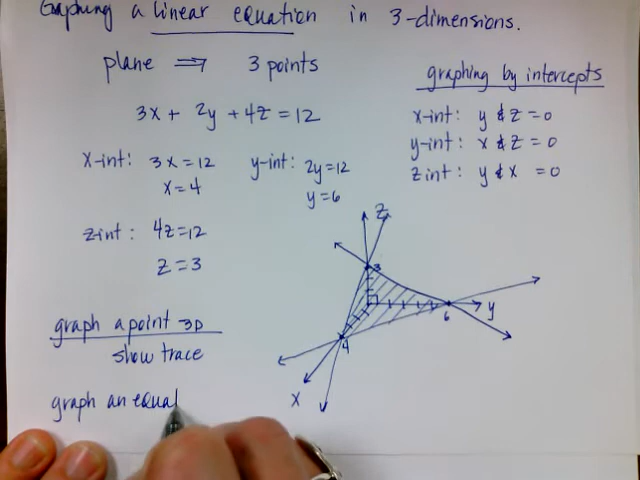 Graphing a linear equation in 3-dimensions.
plane ⇒ 3 points
graphing by intercepts
3x + 2y + 4z = 12
x-int: y & z = 0
y-int: x & z = 0
z int: y & x = 0
x-int: 3x = 12
x = 4
y-int: 2y = 12
y = 6
z int: 4z = 12
z = 3
z
3
6
y
4
x
graph a point 3D
show trace
graph an equal